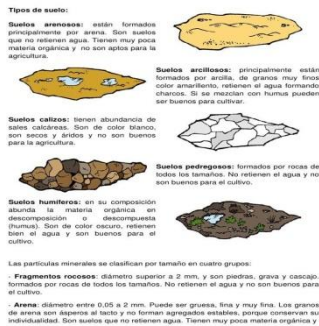 Tipos de suelo:
Suelos arenosos: están formados
principalmente por arena. Son suelos
que no retienen agua. Tienen muy poca
materia orgánica y no son aptos para la
agricultura.
Suelos arcillosos: principalmente están
formados por arcilla, de granos muy finos
color amarillento, retienen el agua formando
charcos. Si se mezclan con humus pueden
ser buenos para cultivar.
Suelos calizos: tienen abundancia de
sales calcáreas. Son de color blanco,
son secos y áridos y no son buenos
para la agricultura.
Suelos pedregosos: formados por rocas de
todos los tamaños. No retienen el agua y no
son buenos para el cultivo.
Suelos humíferos: en su composición
abunda la materia orgánica en
descomposición o descompuesta
(humus). Son de color oscuro, retienen
bien el agua y son buenos para el
cultivo.
Las partículas minerales se clasifican por tamaño en cuatro grupos:
- Fragmentos rocosos: diámetro superior a 2 mm, y son piedras, grava y cascajo.
formados por rocas de todos los tamaños. No retienen el agua y no son buenos para
el cultivo.
- Arena: diámetro entre 0,05 a 2 mm. Puede ser gruesa, fina y muy fina. Los granos
de arena son ásperos al tacto y no forman agregados estables, porque conservan su
individualidad. Son suelos que no retienen agua. Tienen muy poca materia orgánica y